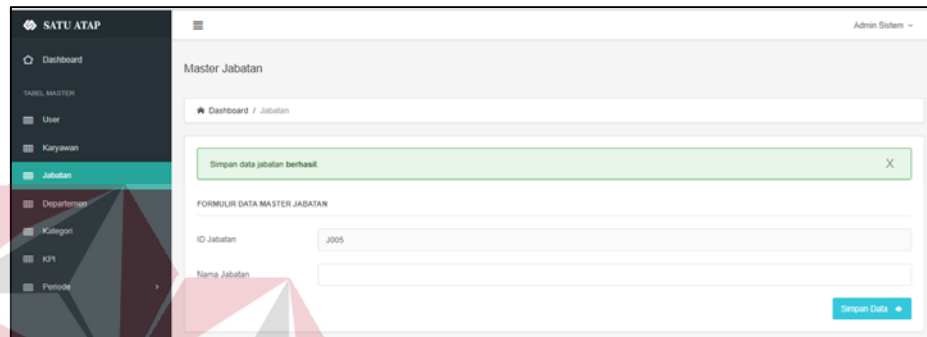 SATU ATAP
Admin Sistem
Dashboard
Master Jabatan
TABEL MASTER
Dashboard / Jabatan
User
Karyawan
Simpan data jabatan berhasil.
X
Jabatan
Departemen
FORMULIR DATA MASTER JABATAN
Kategori
ID Jabatan
J005
KPI
Nama Jabatan
Periode
Simpan Data